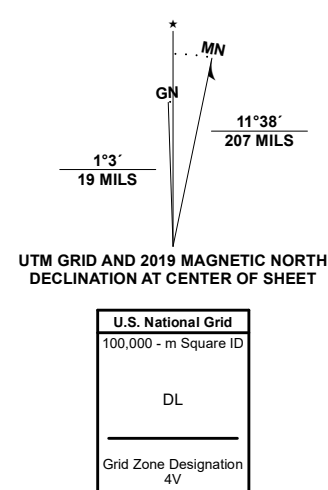 MN
GN
11°38´
207 MILS
1°3´
19 MILS
UTM GRID AND 2019 MAGNETIC NORTH
DECLINATION AT CENTER OF SHEET
U.S. National Grid
100,000 - m Square ID
DL
Grid Zone Designation
4V